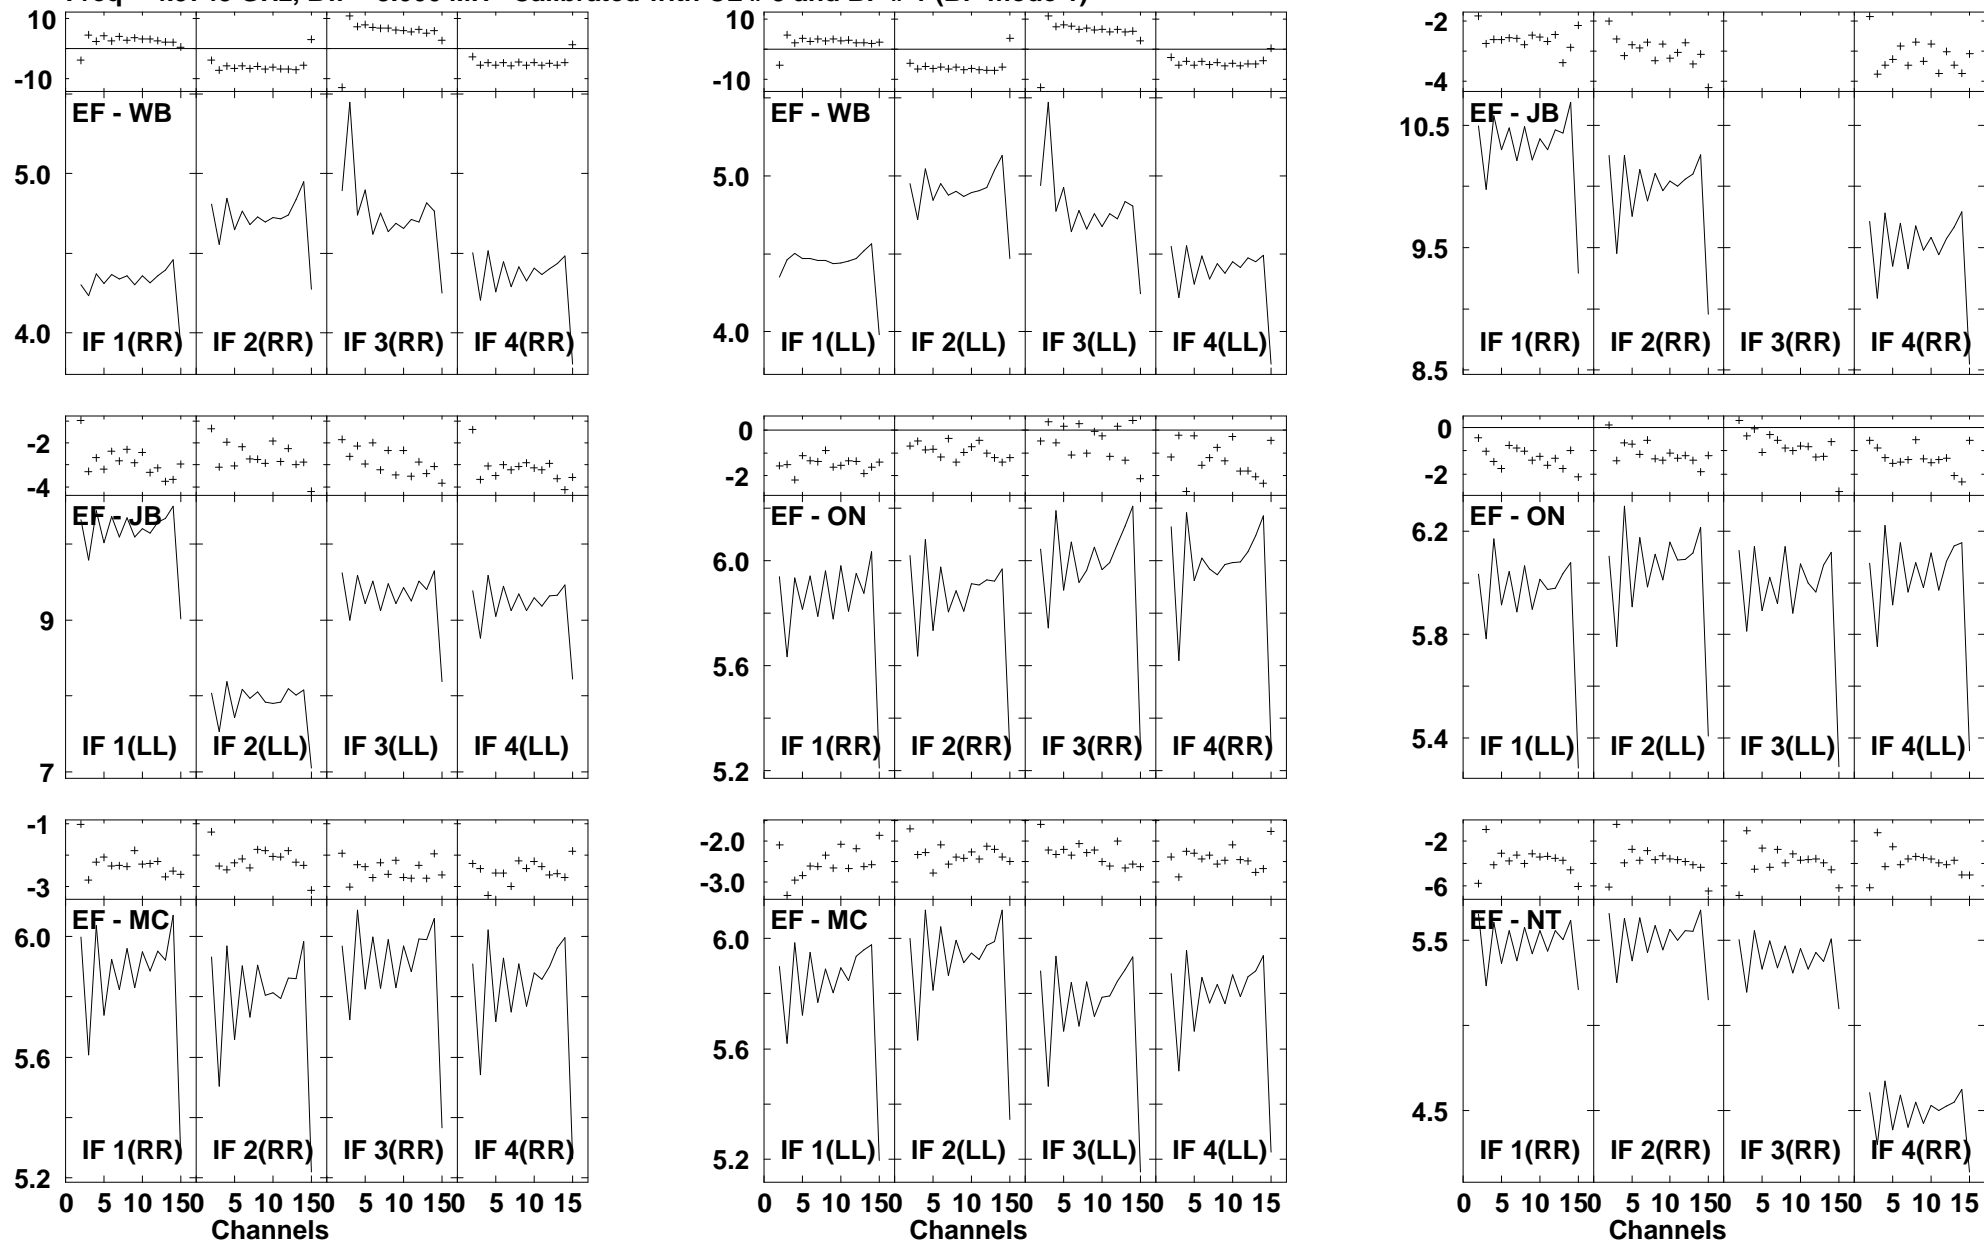 10 10 -2
-10 -10 -4
EF - WB EF - WB EF - JB
10.5
5.0 5.0
9.5
4.0 4.0
IF 1(RR) IF 2(RR) IF 3(RR) IF 4(RR) IF 1(LL) IF 2(LL) IF 3(LL) IF 4(LL) IF 1(RR) IF 2(RR) IF 3(RR) IF 4(RR)
8.5
-2 0 0
-4 -2 -2
EF - JB EF - ON EF - ON
6.0 6.2
9 5.6 5.8
IF 1(LL) IF 2(LL) IF 3(LL) IF 4(LL) IF 1(RR) IF 2(RR) IF 3(RR) IF 4(RR) IF 1(LL) IF 2(LL) IF 3(LL) IF 4(LL)
7 5.2 5.4
-1 -2.0 -2
-3 -3.0 -6
EF - MC EF - MC EF - NT
6.0 6.0 5.5
5.6 5.6
4.5
IF 1(RR) IF 2(RR) IF 3(RR) IF 4(RR) IF 1(LL) IF 2(LL) IF 3(LL) IF 4(LL) IF 1(RR) IF 2(RR) IF 3(RR) IF 4(RR)
5.2 5.2
0 5 10 150 5 10 150 5 10 150 5 10 15 0 5 10 150 5 10 150 5 10 150 5 10 15 0 5 10 150 5 10 150 5 10 150 5 10 15
Channels Channels Channels